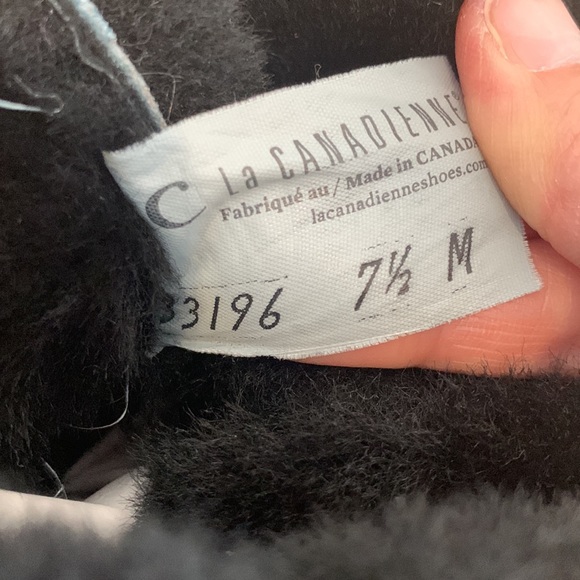 La CANADIENNE
Fabriqué au / Made in CANADA
lacanadienneshoes.com
33196 7½ M